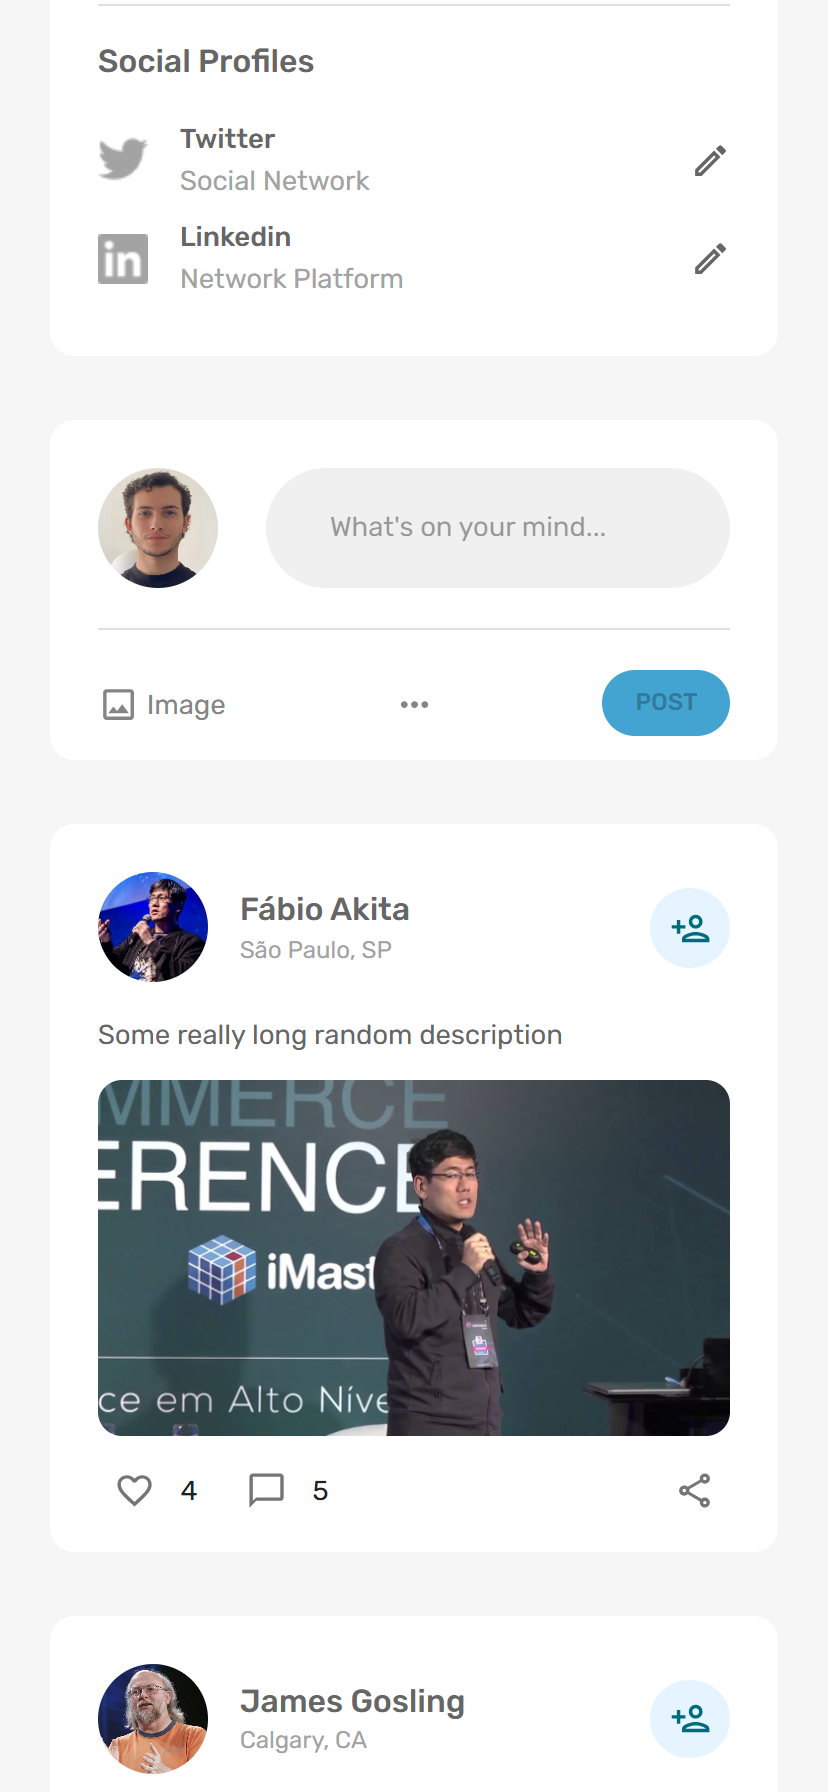 Social Profiles
Twitter
Social Network
Linkedin
Network Platform
What's on your mind...
Image
POST
Fábio Akita
São Paulo, SP
Some really long random description
MMERCE
ERENCE
iMast
ce em Alto Níve
4
5
James Gosling
Calgary, CA